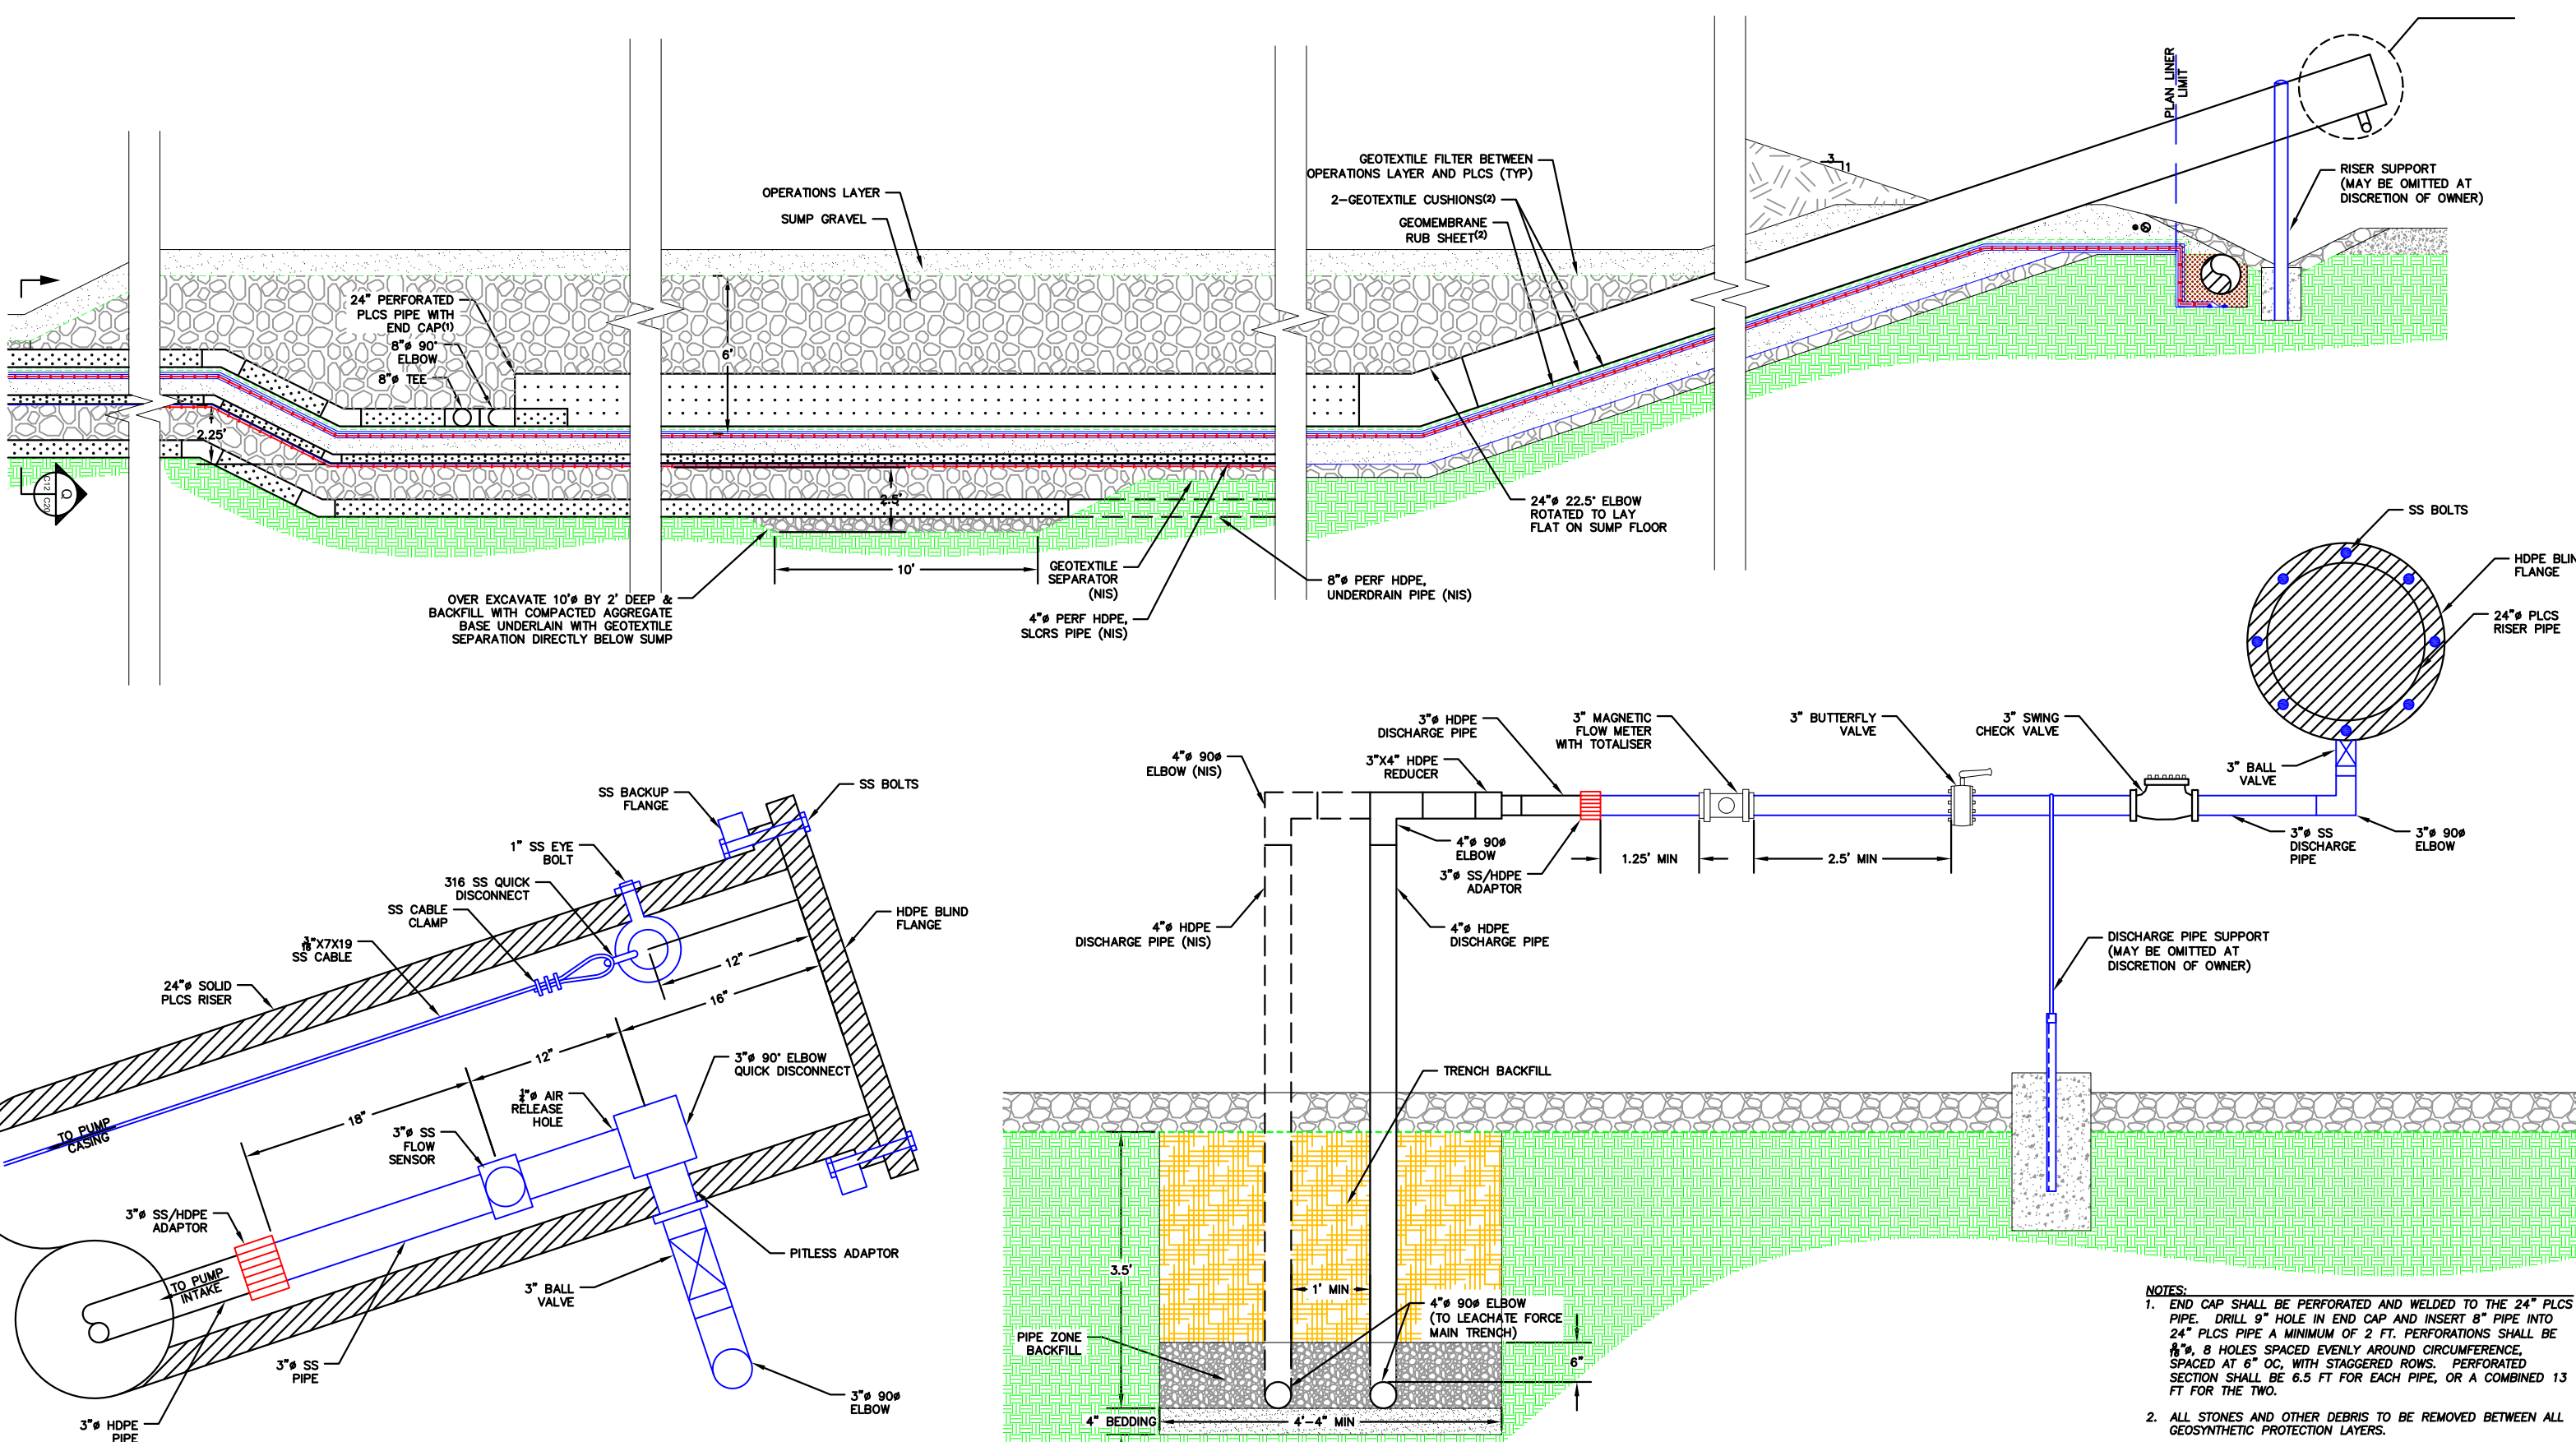 PLAN LINER
LIMIT
3
1
RISER SUPPORT
(MAY BE OMITTED AT
DISCRETION OF OWNER)
GEOTEXTILE FILTER BETWEEN
OPERATIONS LAYER AND PLCS (TYP)
2-GEOTEXTILE CUSHIONS(2)
GEOMEMBRANE
RUB SHEET(2)
OPERATIONS LAYER
SUMP GRAVEL
24" PERFORATED
PLCS PIPE WITH
END CAP(1)
8"ø 90°
ELBOW
8"ø TEE
6'
2.25'
2.5'
10'
C12
C20
Q
OVER EXCAVATE 10'ø BY 2' DEEP &
BACKFILL WITH COMPACTED AGGREGATE
BASE UNDERLAIN WITH GEOTEXTILE
SEPARATION DIRECTLY BELOW SUMP
GEOTEXTILE
SEPARATOR
(NIS)
4"ø PERF HDPE,
SLCRS PIPE (NIS)
8"ø PERF HDPE,
UNDERDRAIN PIPE (NIS)
24"ø 22.5° ELBOW
ROTATED TO LAY
FLAT ON SUMP FLOOR
SS BOLTS
HDPE BLIN
FLANGE
24"ø PLCS
RISER PIPE
3" BALL
VALVE
3"ø 90ø
ELBOW
3"ø SS
DISCHARGE
PIPE
3" SWING
CHECK VALVE
3" BUTTERFLY
VALVE
3" MAGNETIC
FLOW METER
WITH TOTALISER
3"ø HDPE
DISCHARGE PIPE
3"X4" HDPE
REDUCER
4"ø 90ø
ELBOW (NIS)
4"ø 90ø
ELBOW
3"ø SS/HDPE
ADAPTOR
1.25' MIN
2.5' MIN
4"ø HDPE
DISCHARGE PIPE (NIS)
4"ø HDPE
DISCHARGE PIPE
DISCHARGE PIPE SUPPORT
(MAY BE OMITTED AT
DISCRETION OF OWNER)
TRENCH BACKFILL
3.5'
1' MIN
4"ø 90ø ELBOW
(TO LEACHATE FORCE
MAIN TRENCH)
PIPE ZONE
BACKFILL
6"
4" BEDDING
4'-4" MIN
SS BACKUP
FLANGE
SS BOLTS
1" SS EYE
BOLT
316 SS QUICK
DISCONNECT
SS CABLE
CLAMP
3/16"X7X19
SS CABLE
24"ø SOLID
PLCS RISER
HDPE BLIND
FLANGE
12"
16"
12"
18"
3"ø 90° ELBOW
QUICK DISCONNECT
ø AIR
RELEASE
HOLE
3"ø SS
FLOW
SENSOR
TO PUMP
CASING
3"ø SS/HDPE
ADAPTOR
TO PUMP
INTAKE
PITLESS ADAPTOR
3" BALL
VALVE
3"ø SS
PIPE
3"ø 90ø
ELBOW
3"ø HDPE
PIPE
NOTES:
1. END CAP SHALL BE PERFORATED AND WELDED TO THE 24" PLCS
PIPE. DRILL 9" HOLE IN END CAP AND INSERT 8" PIPE INTO
24" PLCS PIPE A MINIMUM OF 2 FT. PERFORATIONS SHALL BE
ø, 8 HOLES SPACED EVENLY AROUND CIRCUMFERENCE,
SPACED AT 6" OC, WITH STAGGERED ROWS. PERFORATED
SECTION SHALL BE 6.5 FT FOR EACH PIPE, OR A COMBINED 13
FT FOR THE TWO.
2. ALL STONES AND OTHER DEBRIS TO BE REMOVED BETWEEN ALL
GEOSYNTHETIC PROTECTION LAYERS.